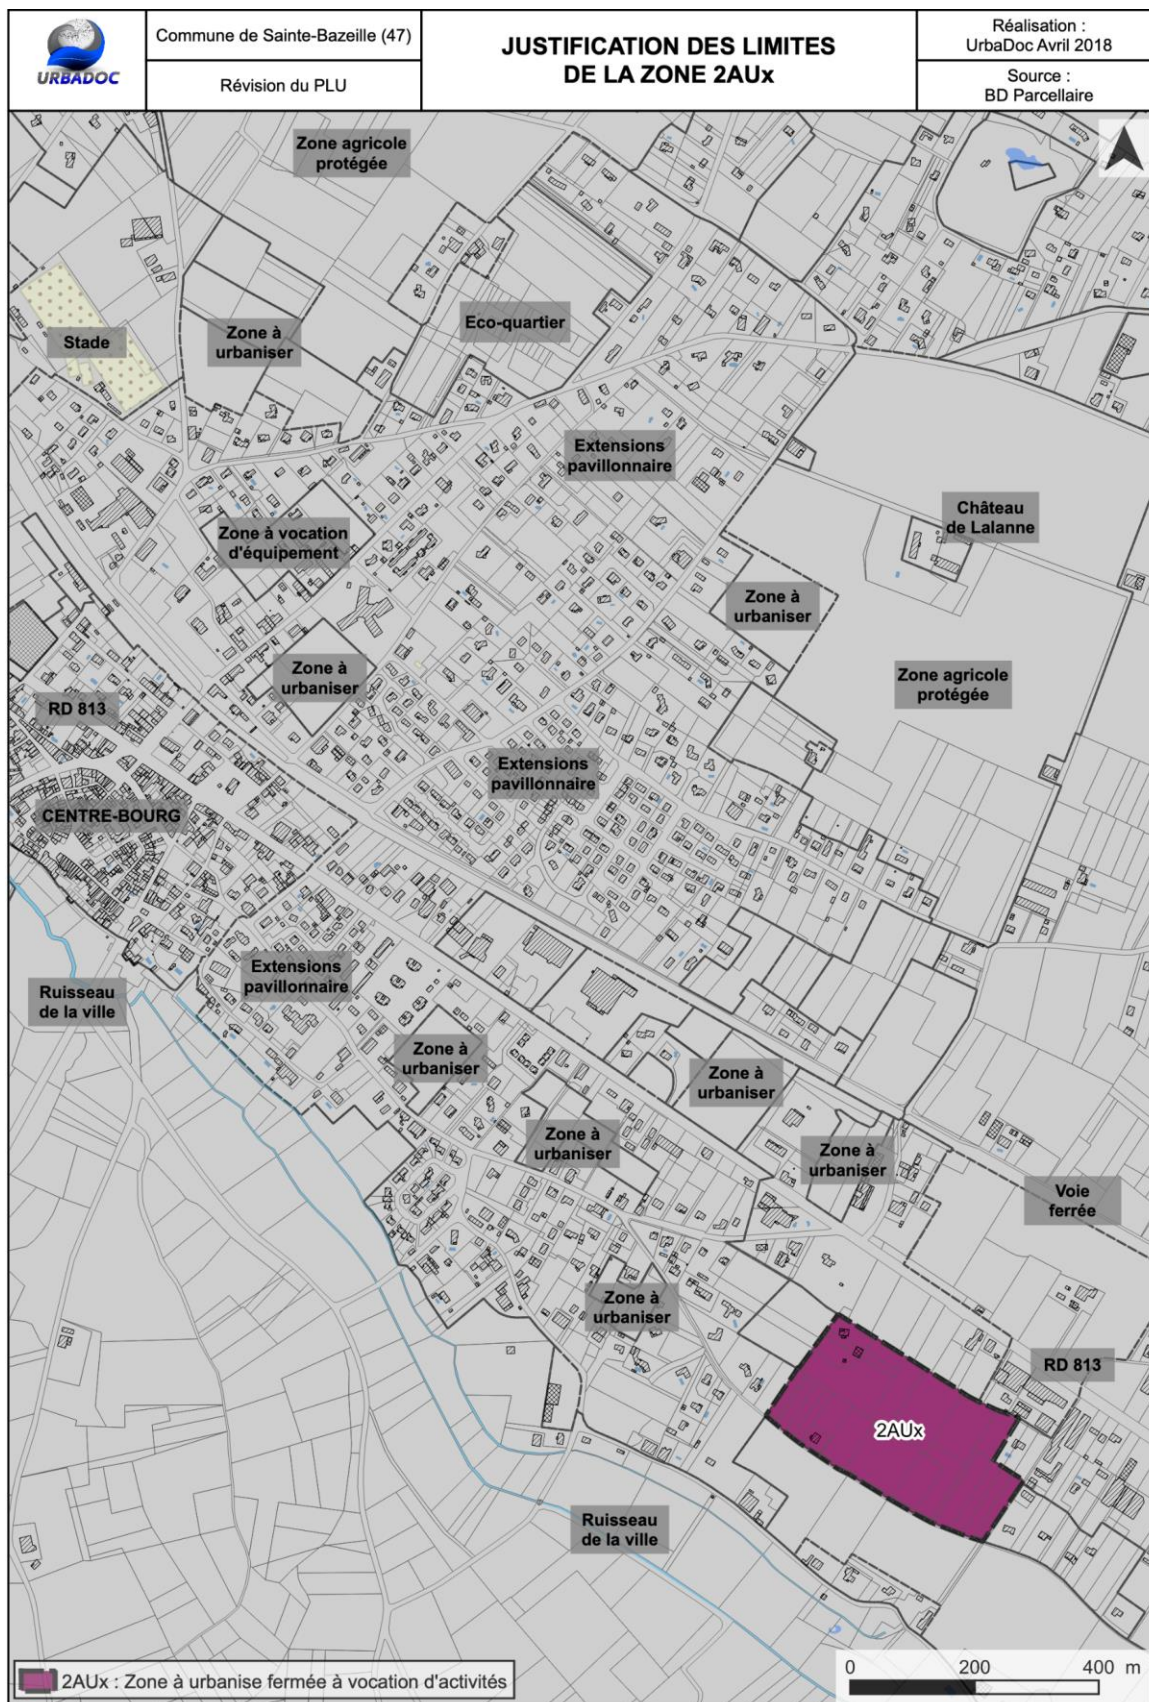 URBADOC
Commune de Sainte-Bazeille (47)
Révision du PLU
JUSTIFICATION DES LIMITES
DE LA ZONE 2AUx
Réalisation :
UrbaDoc Avril 2018
Source :
BD Parcellaire
Zone agricole
protégée
Stade
Zone à
urbaniser
Eco-quartier
Extensions
pavillonnaire
Zone à vocation
d'équipement
Château
de Lalanne
Zone à
urbaniser
Zone à
urbaniser
Zone agricole
protégée
RD 813
Extensions
pavillonnaire
CENTRE-BOURG
Extensions
pavillonnaire
Ruisseau
de la ville
Zone à
urbaniser
Zone à
urbaniser
Zone à
urbaniser
Zone à
urbaniser
Voie
ferrée
Zone à
urbaniser
RD 813
2AUx
Ruisseau
de la ville
2AUx : Zone à urbanise fermée à vocation d'activités
0 200 400 m